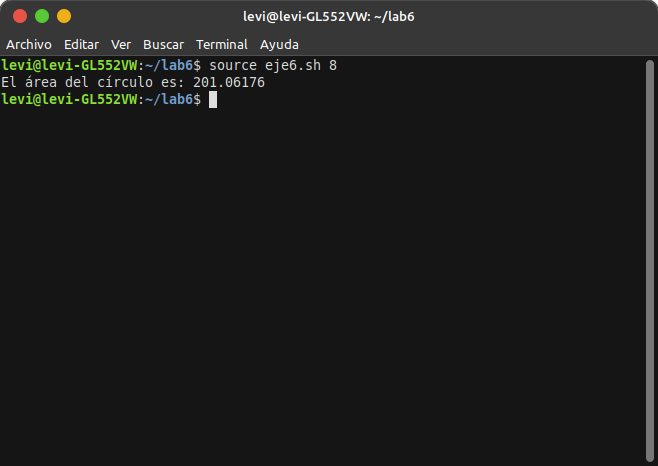 levi@levi-GL552VW: ~/lab6
Archivo Editar Ver Buscar Terminal Ayuda
levi@levi-GL552VW:~/lab6$ source eje6.sh 8
El área del círculo es: 201.06176
levi@levi-GL552VW:~/lab6$